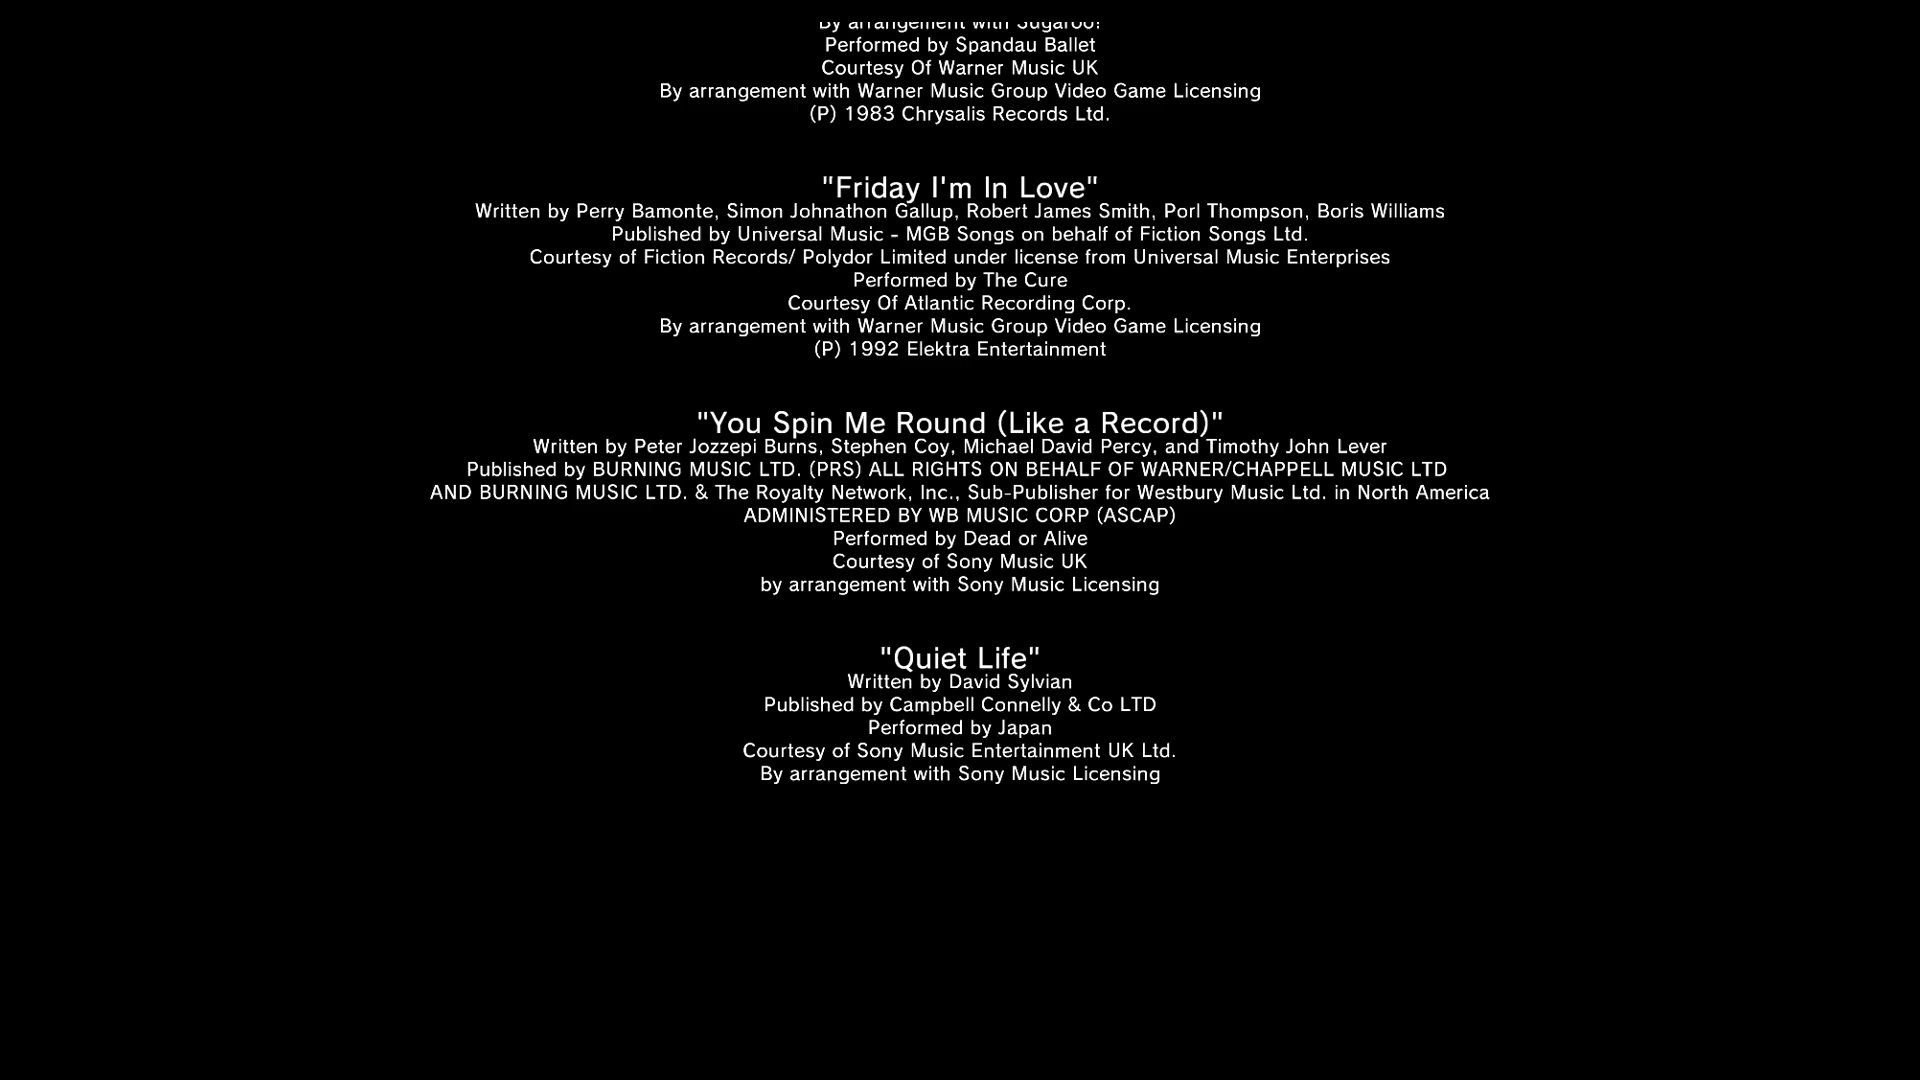 By arrangement with Sugaroo!
Performed by Spandau Ballet
Courtesy Of Warner Music UK
By arrangement with Warner Music Group Video Game Licensing
(P) 1983 Chrysalis Records Ltd.
"Friday I'm In Love"
Written by Perry Bamonte, Simon Johnathon Gallup, Robert James Smith, Porl Thompson, Boris Williams
Published by Universal Music - MGB Songs on behalf of Fiction Songs Ltd.
Courtesy of Fiction Records/ Polydor Limited under license from Universal Music Enterprises
Performed by The Cure
Courtesy Of Atlantic Recording Corp.
By arrangement with Warner Music Group Video Game Licensing
(P) 1992 Elektra Entertainment
"You Spin Me Round (Like a Record)"
Written by Peter Jozzepi Burns, Stephen Coy, Michael David Percy, and Timothy John Lever
Published by BURNING MUSIC LTD. (PRS) ALL RIGHTS ON BEHALF OF WARNER/CHAPPELL MUSIC LTD
AND BURNING MUSIC LTD. & The Royalty Network, Inc., Sub-Publisher for Westbury Music Ltd. in North America
ADMINISTERED BY WB MUSIC CORP (ASCAP)
Performed by Dead or Alive
Courtesy of Sony Music UK
by arrangement with Sony Music Licensing
"Quiet Life"
Written by David Sylvian
Published by Campbell Connelly & Co LTD
Performed by Japan
Courtesy of Sony Music Entertainment UK Ltd.
By arrangement with Sony Music Licensing